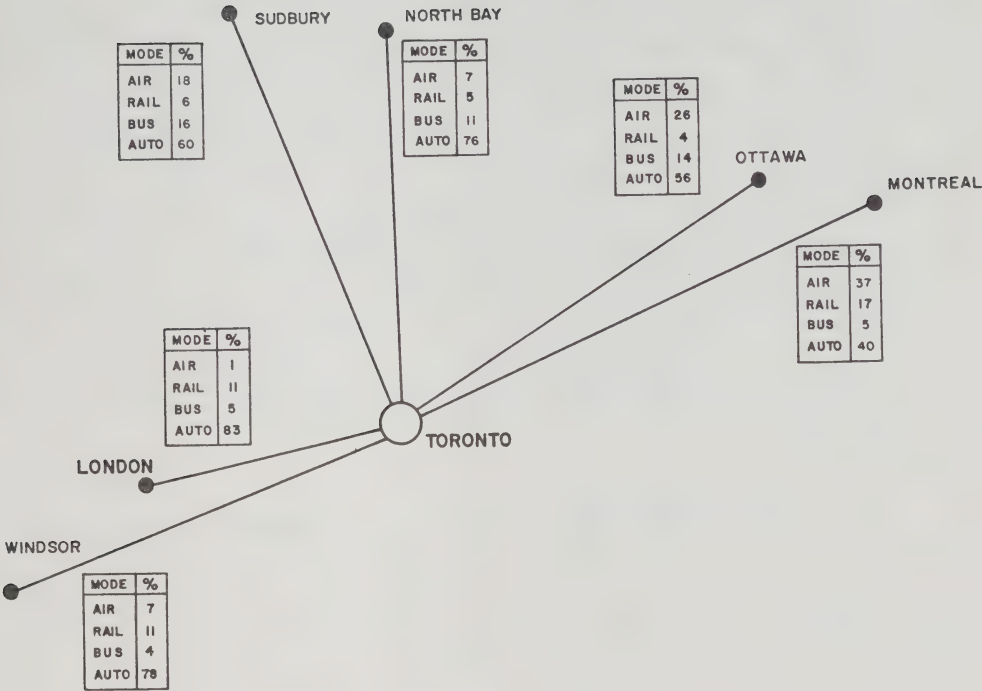 SUDBURY
MODE %
AIR 18
RAIL 6
BUS 16
AUTO 60
NORTH BAY
MODE %
AIR 7
RAIL 5
BUS 11
AUTO 76
MODE %
AIR 26
RAIL 4
BUS 14
AUTO 56
OTTAWA
MONTREAL
MODE %
AIR 37
RAIL 17
BUS 5
AUTO 40
MODE %
AIR 1
RAIL 11
BUS 5
AUTO 83
TORONTO
LONDON
WINDSOR
MODE %
AIR 7
RAIL 11
BUS 4
AUTO 78